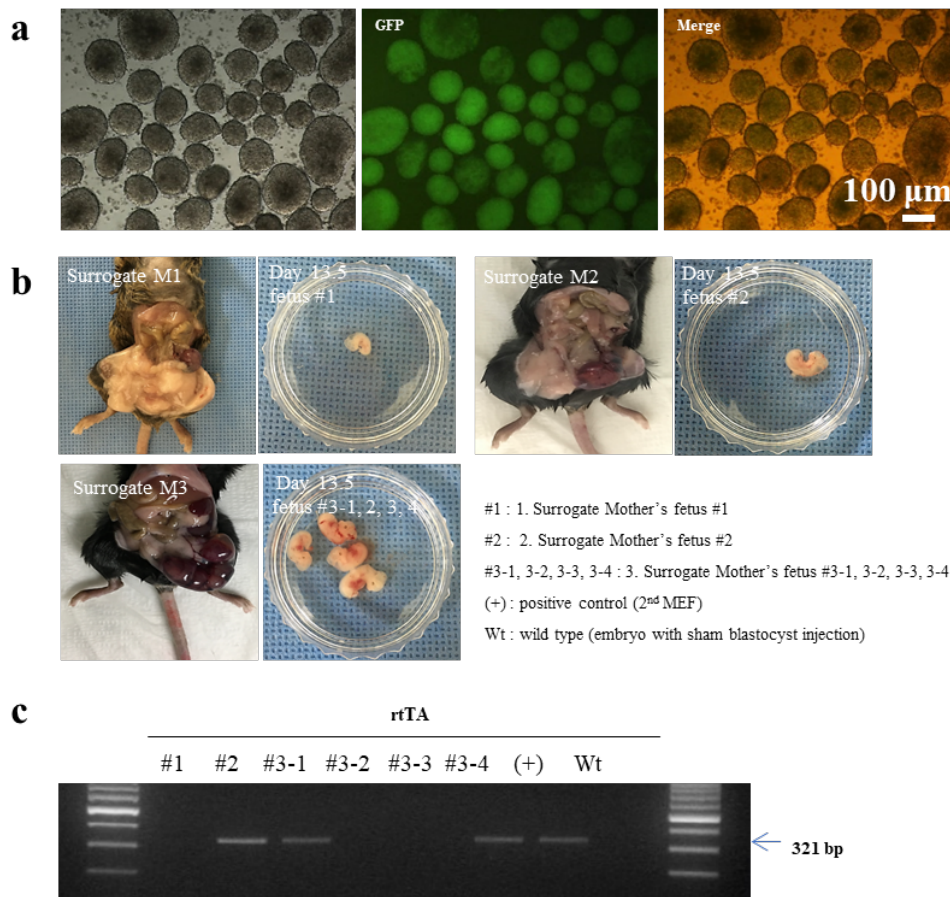 a
GFP
Merge
100 µm
b
Surrogate M1
Day 13.5
fetus #1
Surrogate M2
Day 13.5
fetus #2
Surrogate M3
Day 13.5
fetus #3-1, 2, 3, 4
#1 : 1. Surrogate Mother’s fetus #1
#2 : 2. Surrogate Mother’s fetus #2
#3-1, 3-2, 3-3, 3-4 : 3. Surrogate Mother’s fetus #3-1, 3-2, 3-3, 3-4
(+) : positive control (2nd MEF)
Wt : wild type (embryo with sham blastocyst injection)
c
rtTA
#1 #2 #3-1 #3-2 #3-3 #3-4 (+) Wt
321 bp